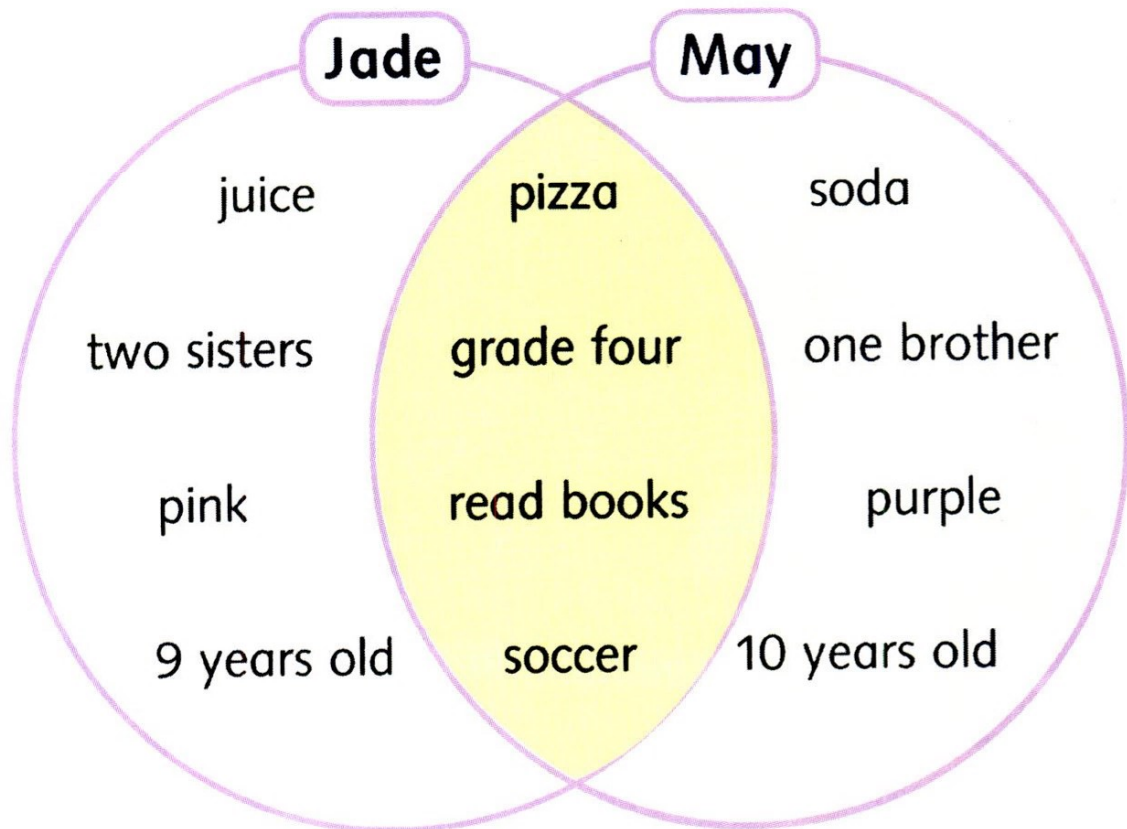 Jade
May
juice
pizza
soda
two sisters
grade four
one brother
pink
read books
purple
9 years old
soccer
10 years old